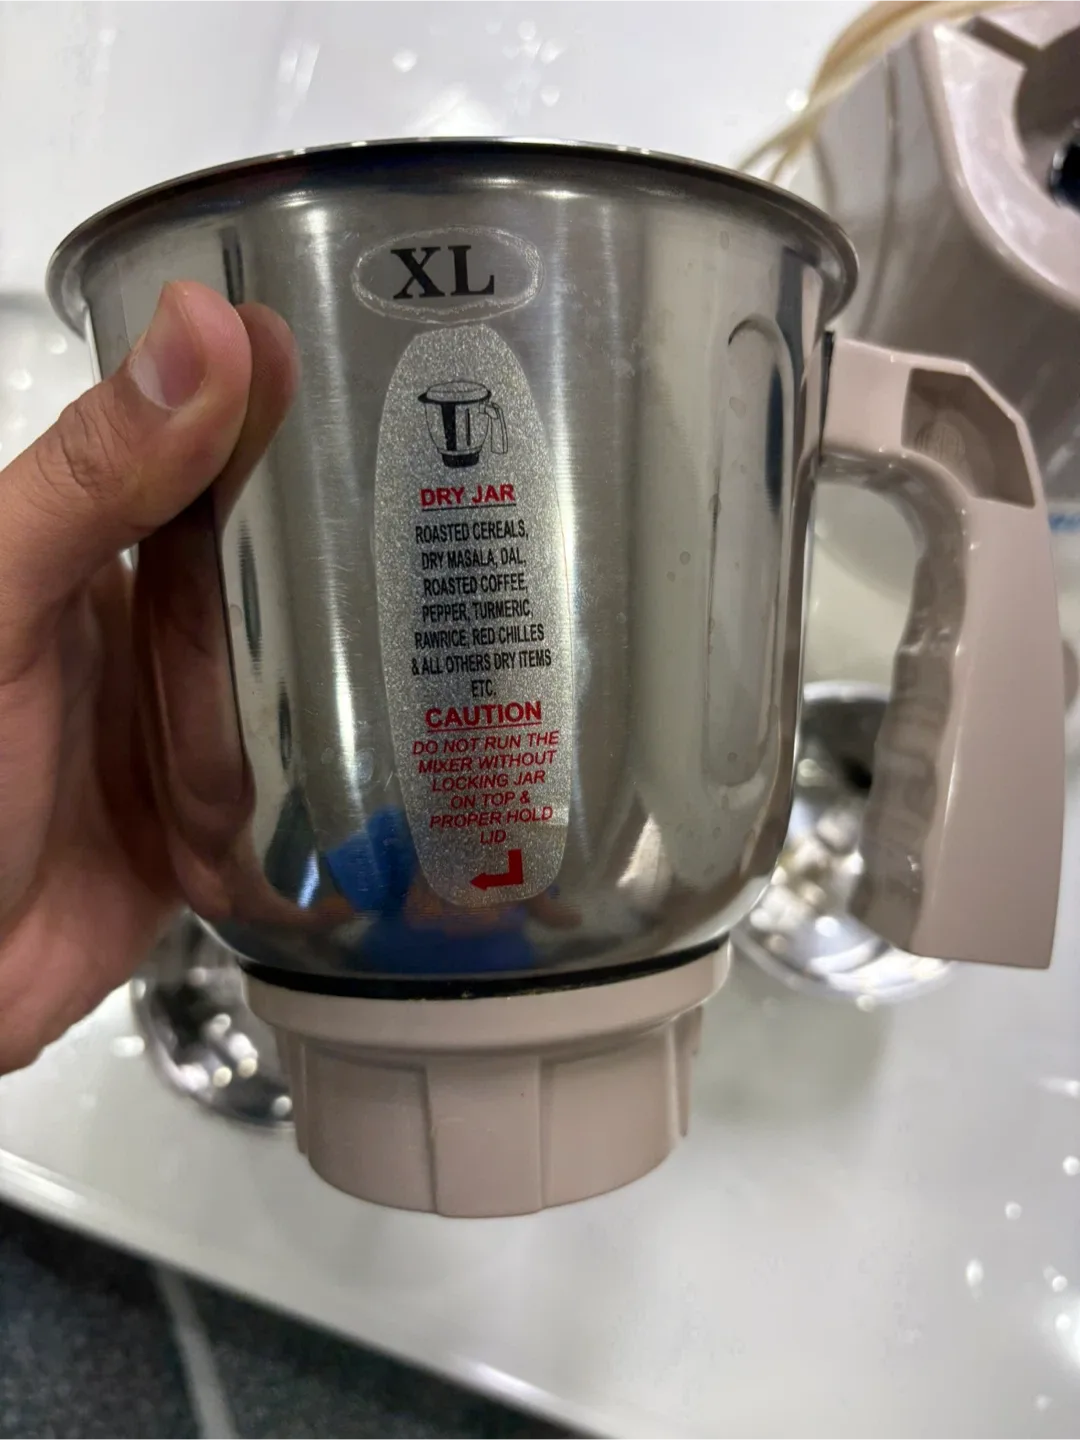 XL
DRY JAR
ROASTED CEREALS,
DRY MASALA, DAL,
ROASTED COFFEE,
PEPPER, TURMERIC,
RAWRICE, RED CHILLES
& ALL OTHERS DRY ITEMS
ETC.
CAUTION
DO NOT RUN THE
MIXER WITHOUT
LOCKING JAR
ON TOP &
PROPER HOLD
LID